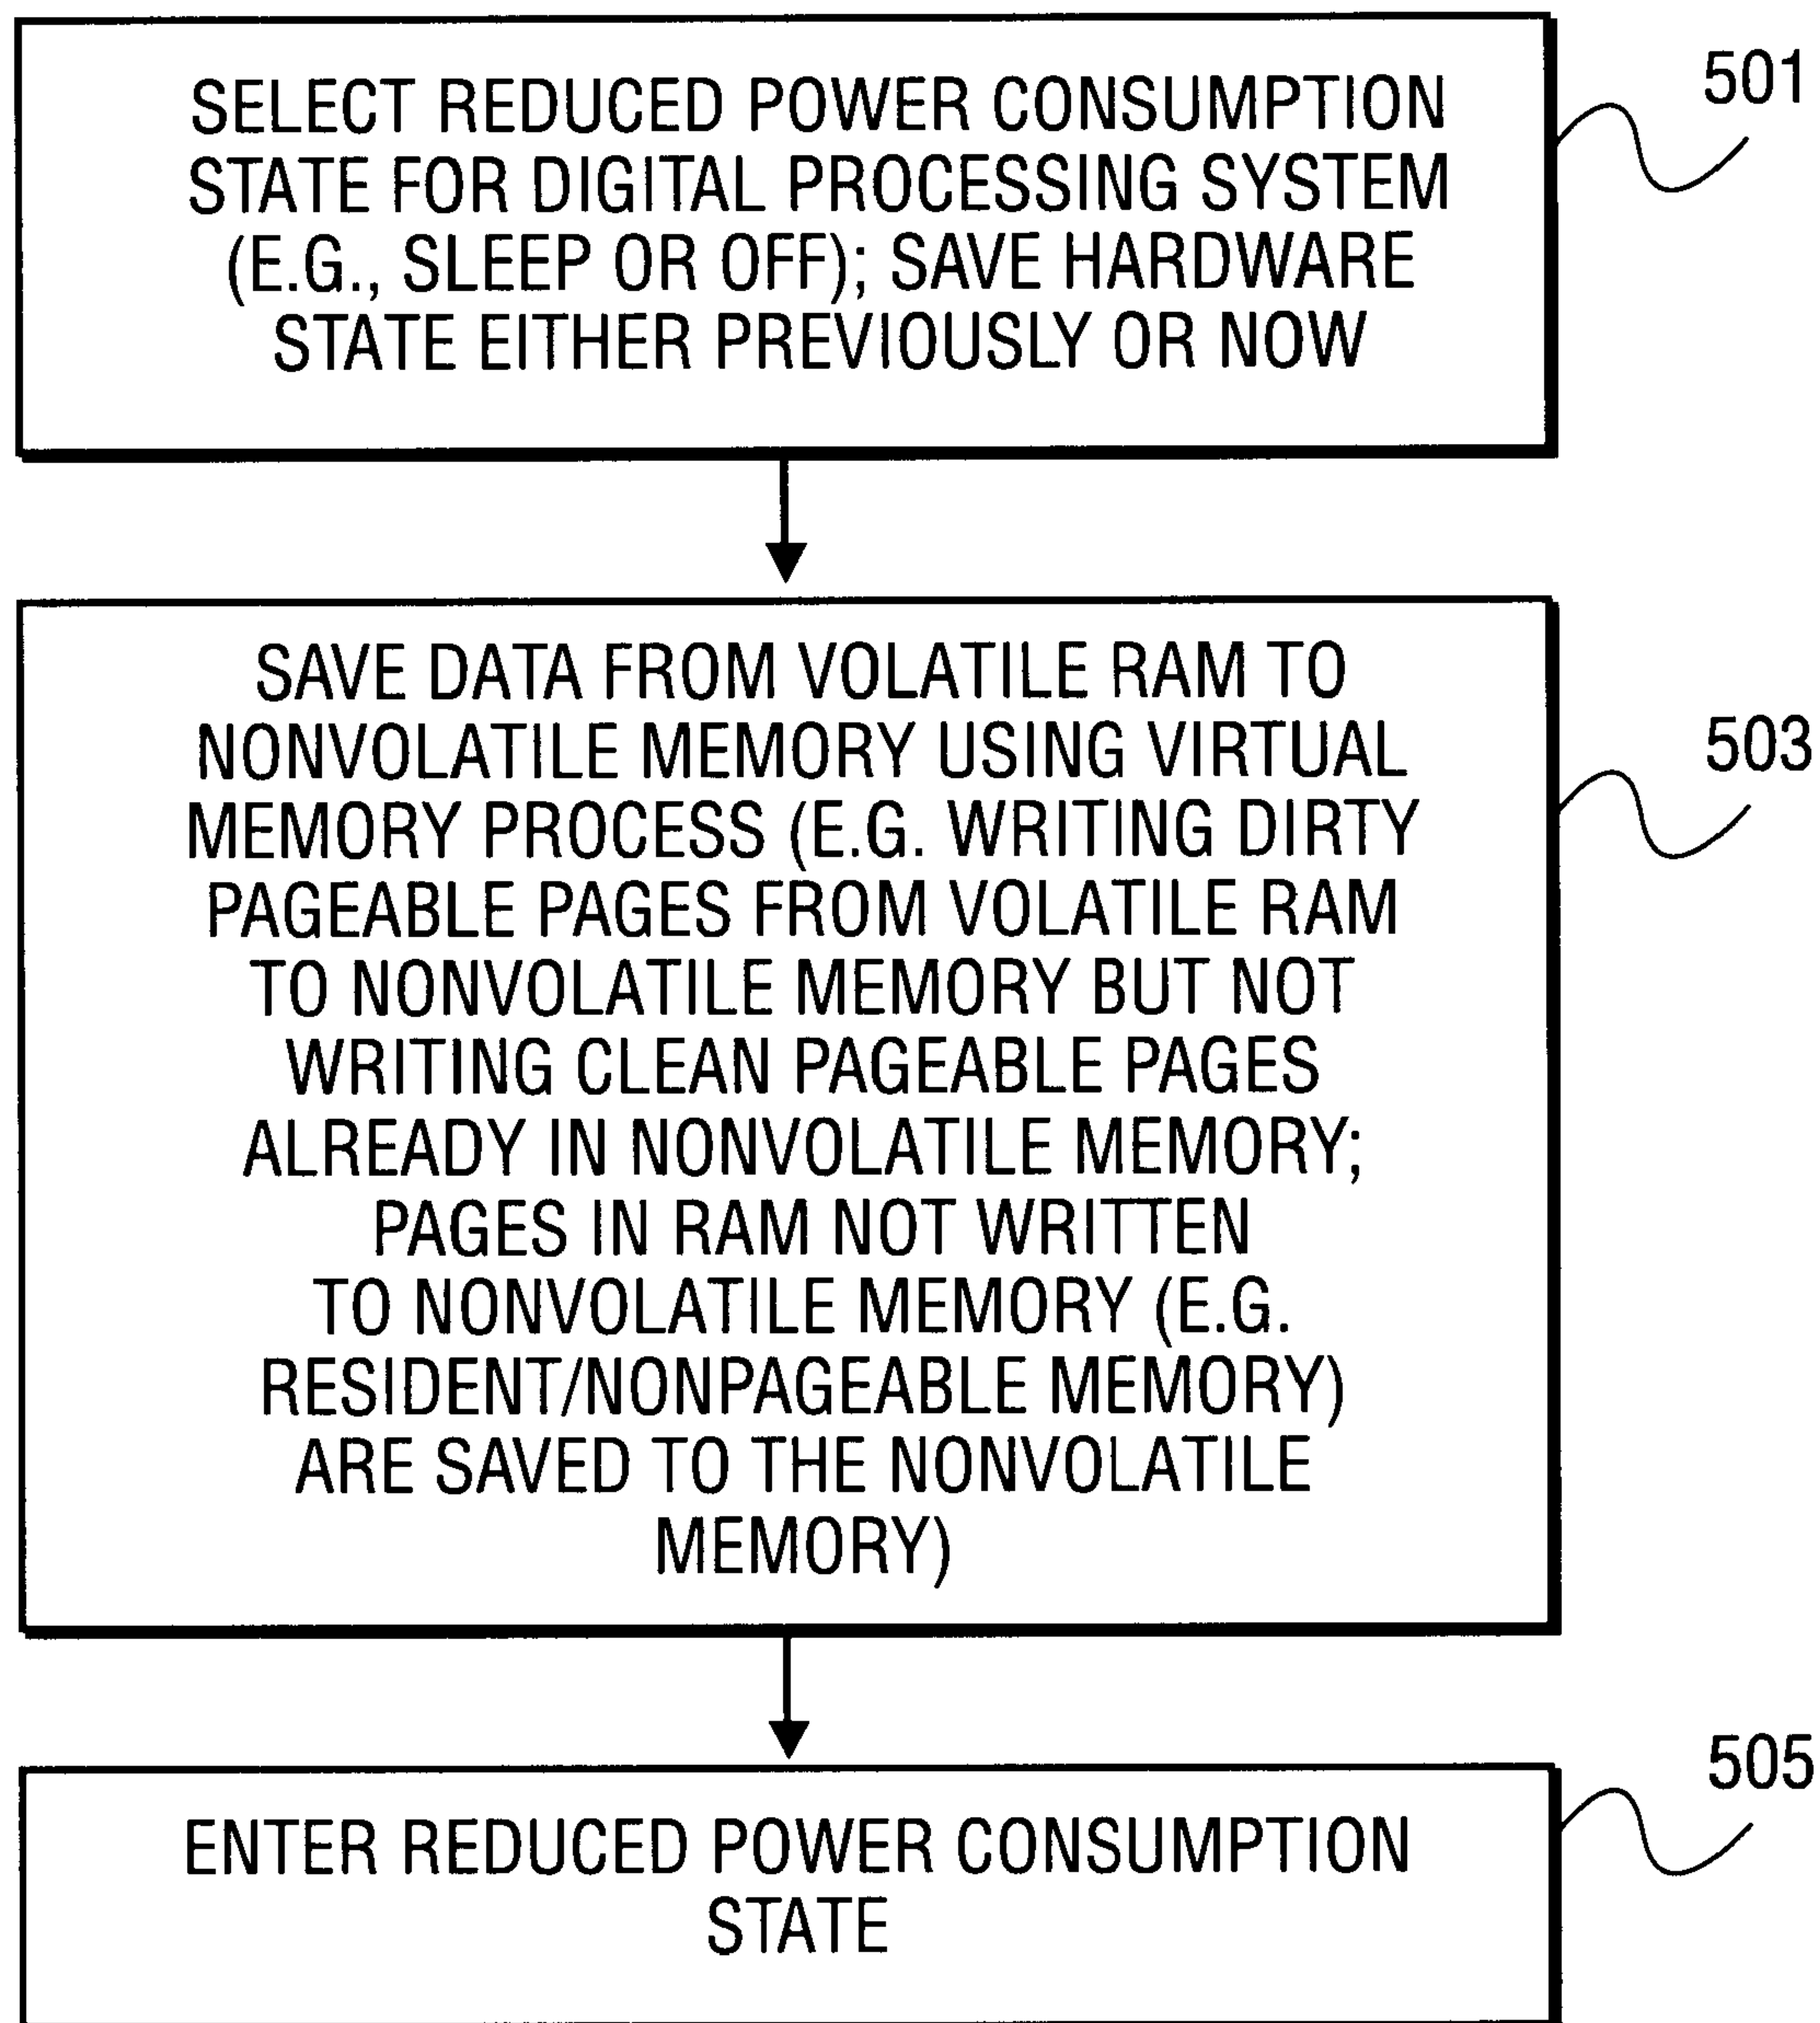 SELECT REDUCED POWER CONSUMPTION
STATE FOR DIGITAL PROCESSING SYSTEM
(E.G., SLEEP OR OFF); SAVE HARDWARE
STATE EITHER PREVIOUSLY OR NOW
501
SAVE DATA FROM VOLATILE RAM TO
NONVOLATILE MEMORY USING VIRTUAL
MEMORY PROCESS (E.G. WRITING DIRTY
PAGEABLE PAGES FROM VOLATILE RAM
TO NONVOLATILE MEMORY BUT NOT
WRITING CLEAN PAGEABLE PAGES
ALREADY IN NONVOLATILE MEMORY;
PAGES IN RAM NOT WRITTEN
TO NONVOLATILE MEMORY (E.G.
RESIDENT/NONPAGEABLE MEMORY)
ARE SAVED TO THE NONVOLATILE
MEMORY)
503
ENTER REDUCED POWER CONSUMPTION
STATE
505